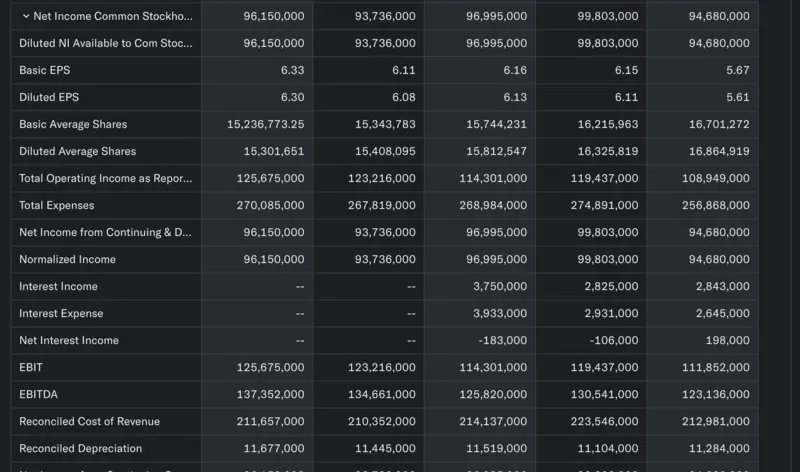 Net Income Common Stockho... 96,150,000 93,736,000 96,995,000 99,803,000 94,680,000
Diluted NI Available to Com Stoc... 96,150,000 93,736,000 96,995,000 99,803,000 94,680,000
Basic EPS 6.33 6.11 6.16 6.15 5.67
Diluted EPS 6.30 6.08 6.13 6.11 5.61
Basic Average Shares 15,236,773.25 15,343,783 15,744,231 16,215,963 16,701,272
Diluted Average Shares 15,301,651 15,408,095 15,812,547 16,325,819 16,864,919
Total Operating Income as Repor... 125,675,000 123,216,000 114,301,000 119,437,000 108,949,000
Total Expenses 270,085,000 267,819,000 268,984,000 274,891,000 256,868,000
Net Income from Continuing & D... 96,150,000 93,736,000 96,995,000 99,803,000 94,680,000
Normalized Income 96,150,000 93,736,000 96,995,000 99,803,000 94,680,000
Interest Income -- -- 3,750,000 2,825,000 2,843,000
Interest Expense -- -- 3,933,000 2,931,000 2,645,000
Net Interest Income -- -- -183,000 -106,000 198,000
EBIT 125,675,000 123,216,000 114,301,000 119,437,000 111,852,000
EBITDA 137,352,000 134,661,000 125,820,000 130,541,000 123,136,000
Reconciled Cost of Revenue 211,657,000 210,352,000 214,137,000 223,546,000 212,981,000
Reconciled Depreciation 11,677,000 11,445,000 11,519,000 11,104,000 11,284,000